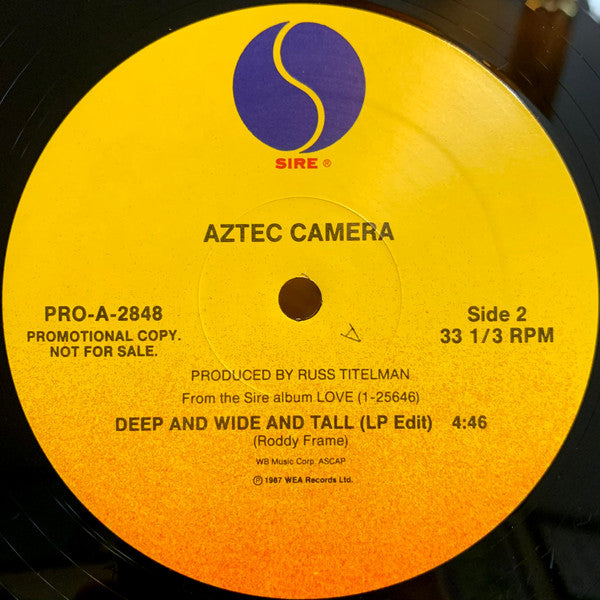 SIRE ®
AZTEC CAMERA
PRO-A-2848
PROMOTIONAL COPY.
NOT FOR SALE.
Side 2
33 1/3 RPM
PRODUCED BY RUSS TITELMAN
From the Sire album LOVE (1-25646)
DEEP AND WIDE AND TALL (LP Edit) 4:46
(Roddy Frame)
WB Music Corp. ASCAP
℗ 1987 WEA Records Ltd.